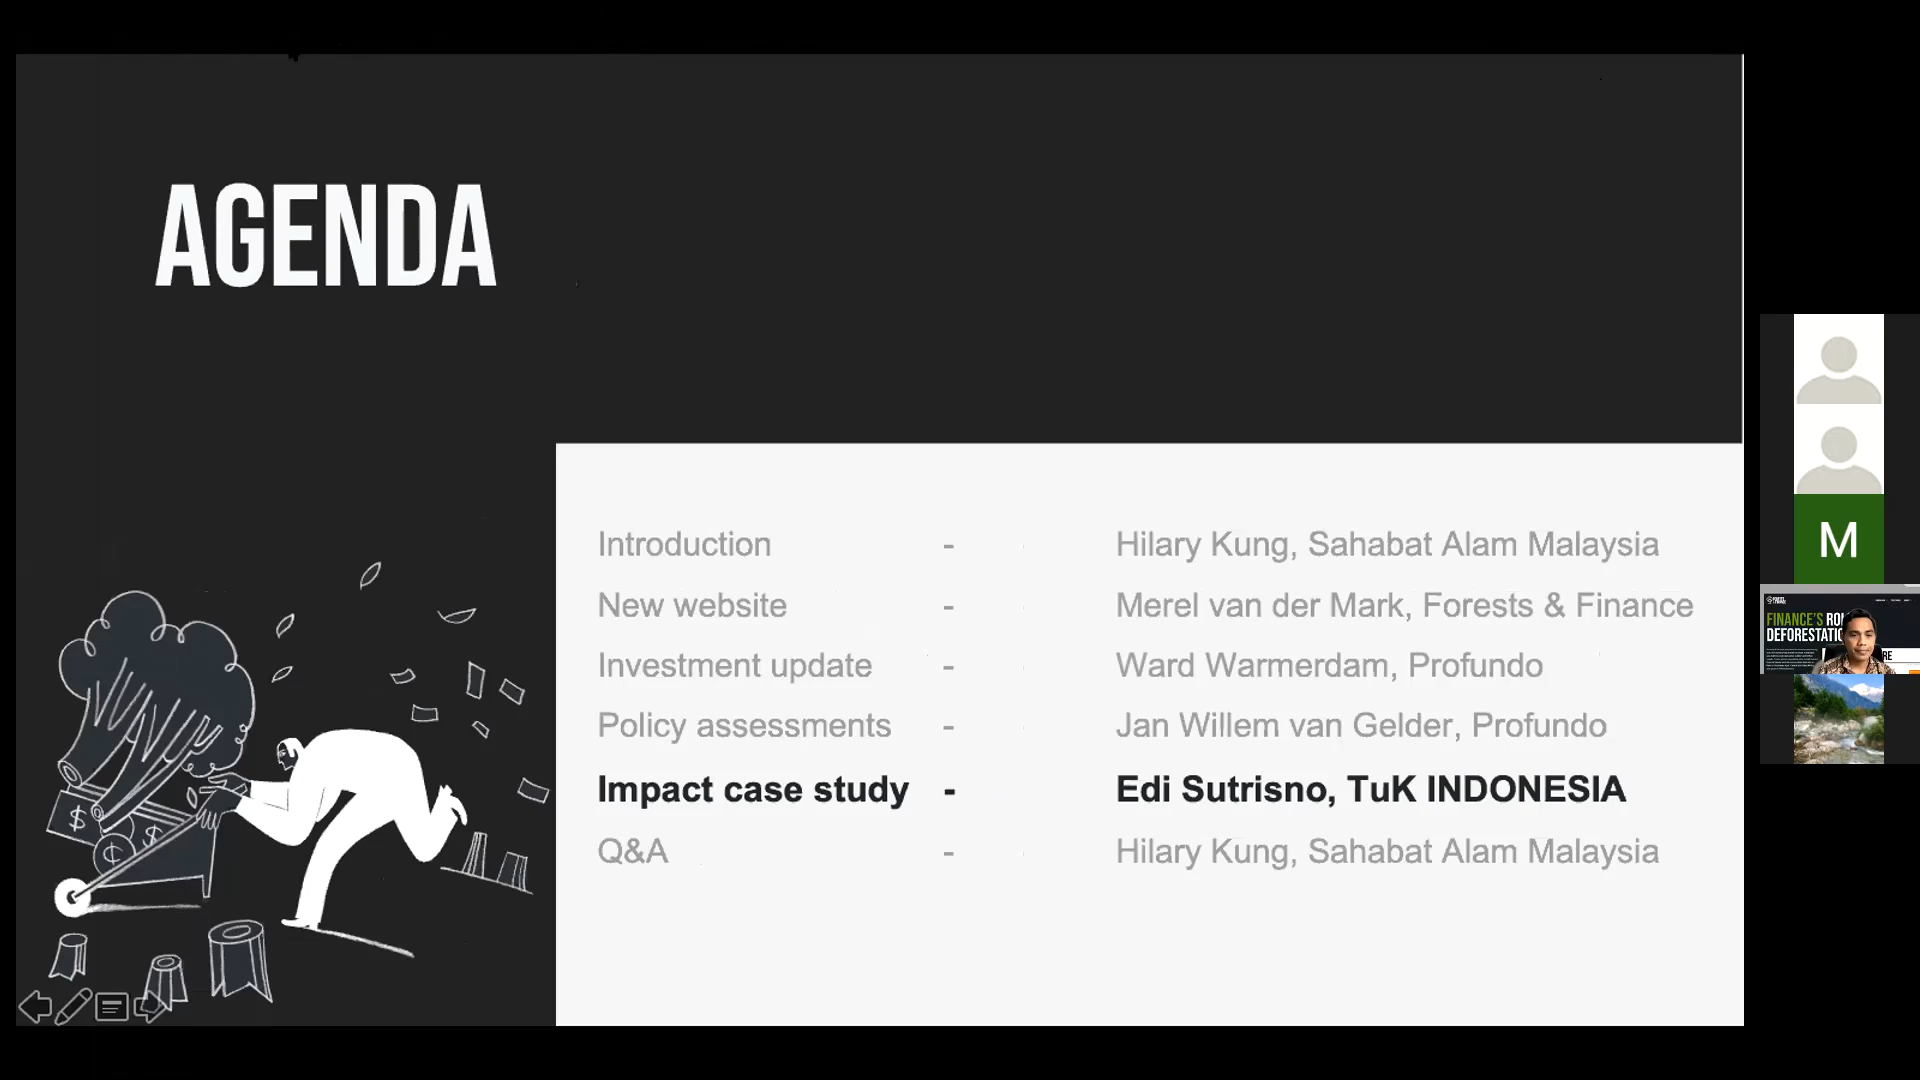 AGENDA
Introduction - Hilary Kung, Sahabat Alam Malaysia
New website - Merel van der Mark, Forests & Finance
Investment update - Ward Warmerdam, Profundo
Policy assessments - Jan Willem van Gelder, Profundo
Impact case study - Edi Sutrisno, TuK INDONESIA
Q&A - Hilary Kung, Sahabat Alam Malaysia
$ $
¢
M
FINANCE'S
DEFORESTATI